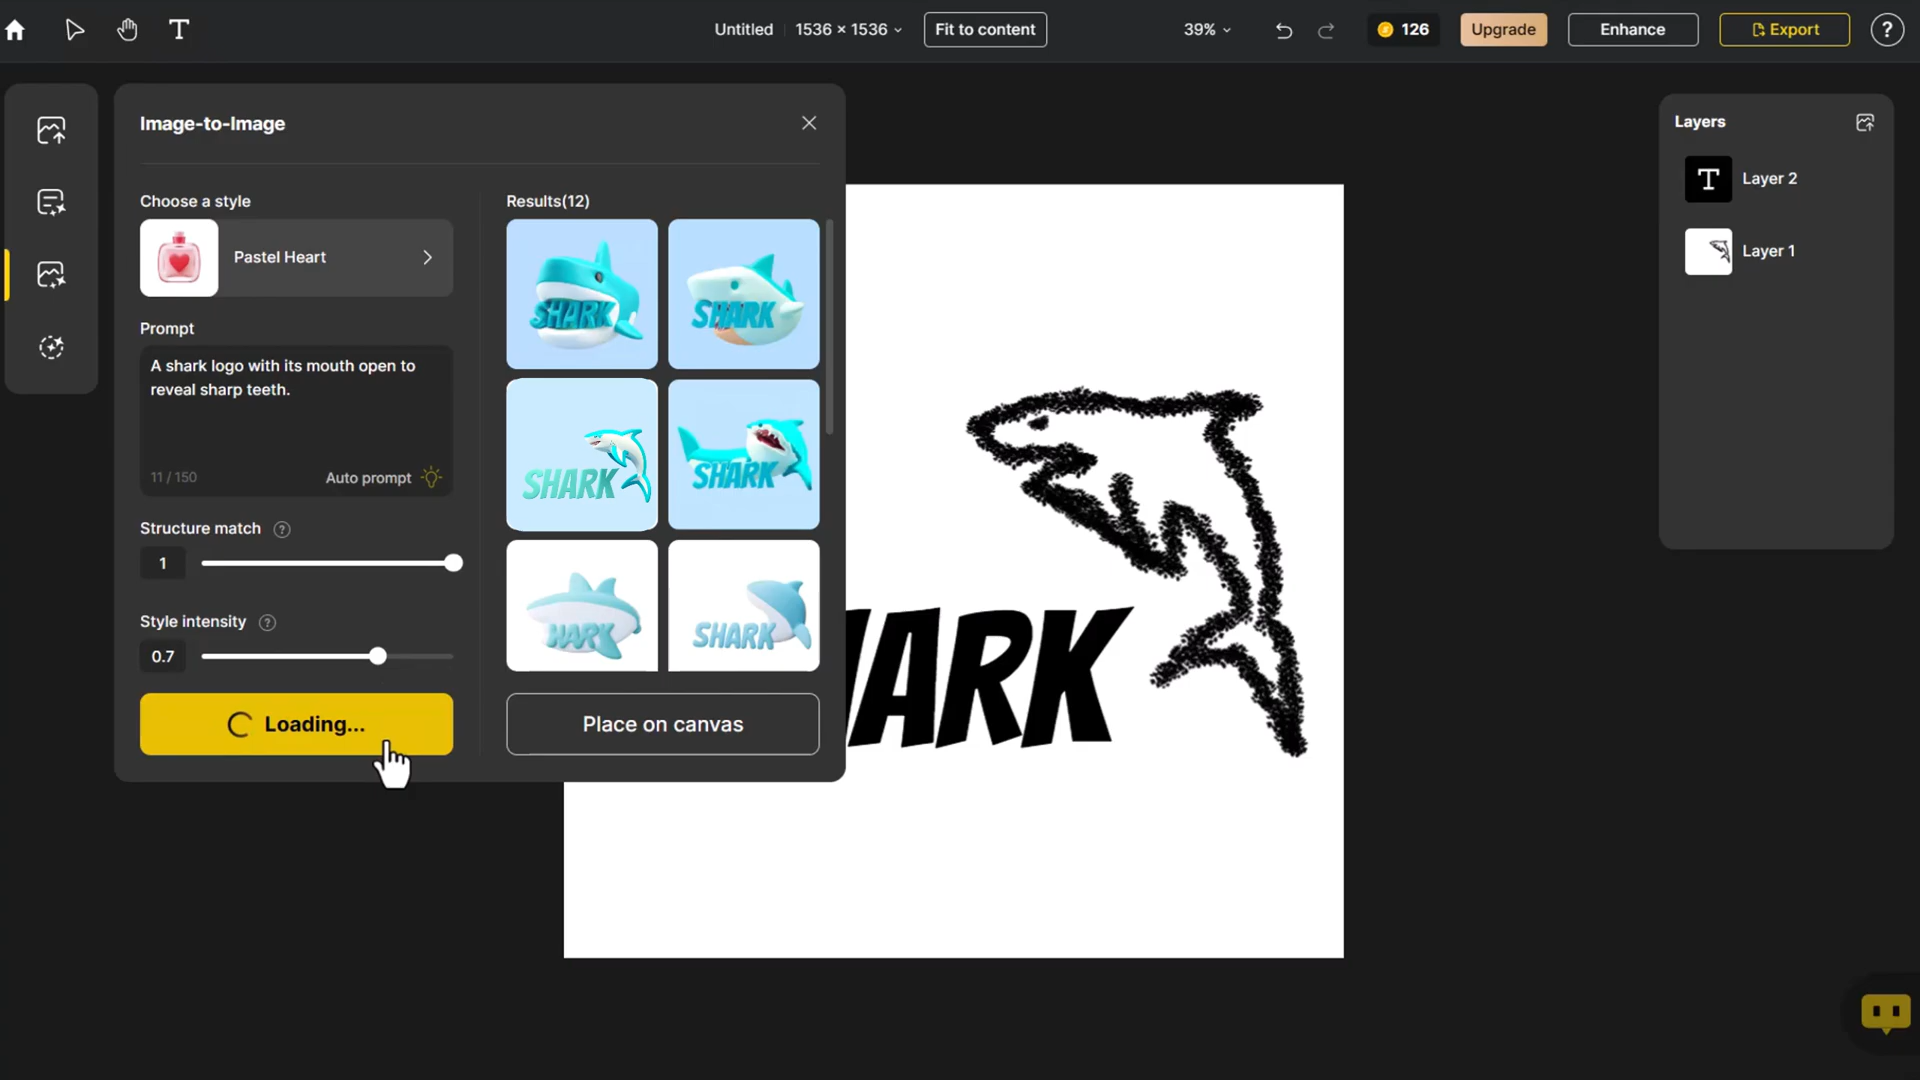 Untitled
1536 × 1536
Fit to content
39%
126
Upgrade
Enhance
Export
?
Image-to-Image
Choose a style
Pastel Heart
Prompt
A shark logo with its mouth open to
reveal sharp teeth.
11 / 150
Auto prompt
Structure match ?
1
Style intensity ?
0.7
Loading...
Results(12)
SHARK
SHARK
SHARK
SHARK
HARK
SHARK
Place on canvas
ARK
Layers
T Layer 2
Layer 1